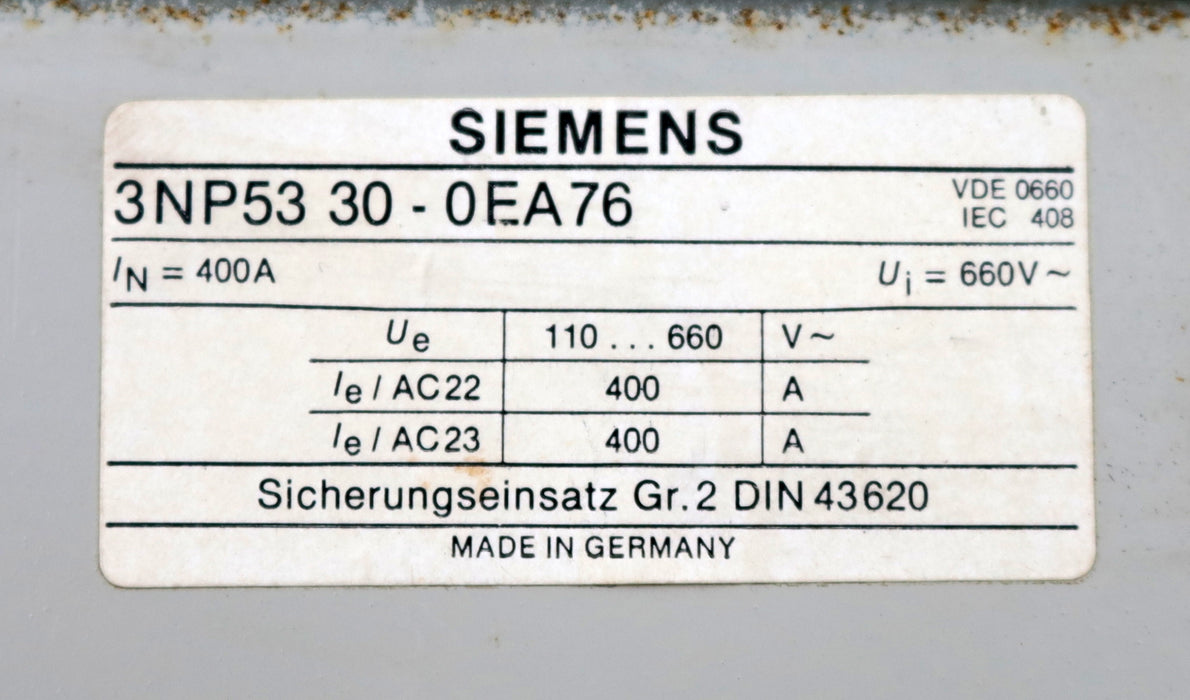 SIEMENS
3NP53 30 - 0EA76
VDE 0660
IEC 408
IN = 400A
Ui = 660V ~
Ue 110 . . . 660 V ~
Ie / AC22 400 A
Ie / AC23 400 A
Sicherungseinsatz Gr. 2 DIN 43620
MADE IN GERMANY